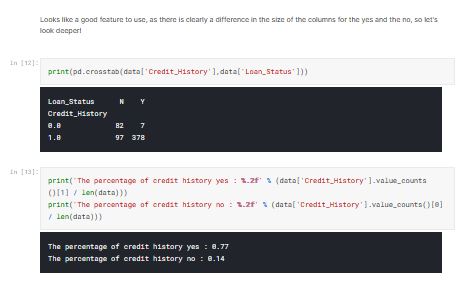 Looks like a good feature to use, as there is clearly a difference in the size of the columns for the yes and the no, so let's
look deeper!
In [12]:
print(pd.crosstab(data['Credit_History'],data['Loan_Status']))
Loan_Status N Y
Credit_History
0.0 82 7
1.0 97 378
In [13]:
print('The percentage of credit history yes : %.2f' % (data['Credit_History'].value_counts
()[1] / len(data)))
print('The percentage of credit history no : %.2f' % (data['Credit_History'].value_counts()[0]
/ len(data)))
The percentage of credit history yes : 0.77
The percentage of credit history no : 0.14